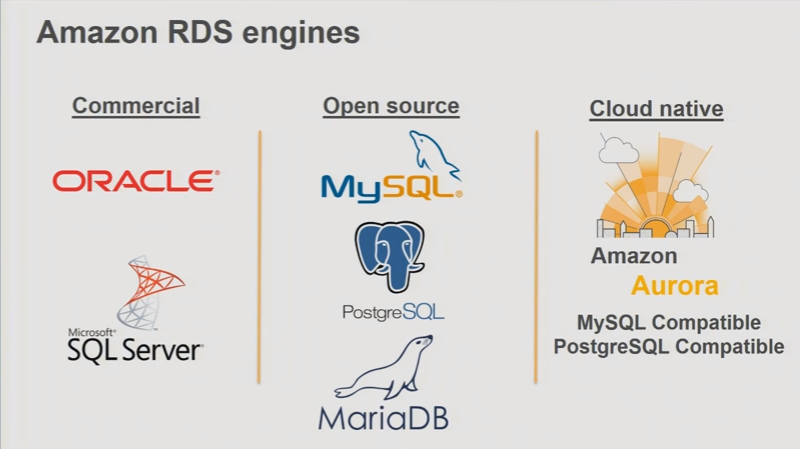 Amazon RDS engines
Commercial
ORACLE®
Microsoft®
SQL Server®
Open source
MySQL®
PostgreSQL
MariaDB
Cloud native
Amazon
Aurora
MySQL Compatible
PostgreSQL Compatible